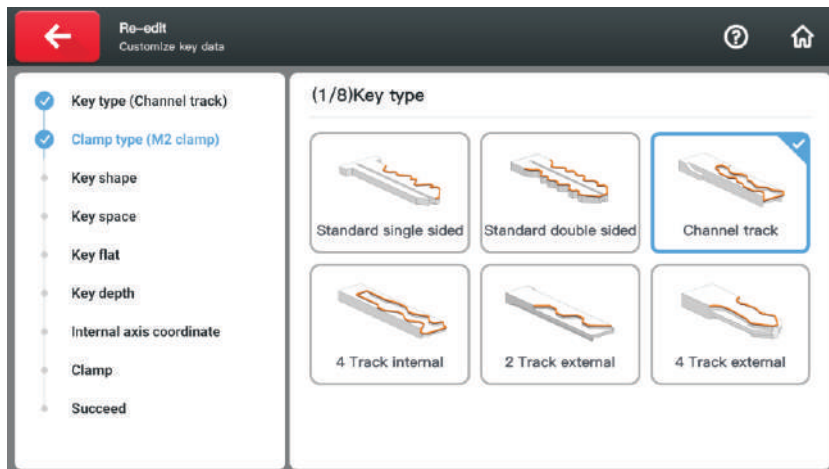 Re-edit
Customize key data
Key type (Channel track)
Clamp type (M2 clamp)
Key shape
Key space
Key flat
Key depth
Internal axis coordinate
Clamp
Succeed
(1/8)Key type
Standard single sided
Standard double sided
Channel track
4 Track internal
2 Track external
4 Track external